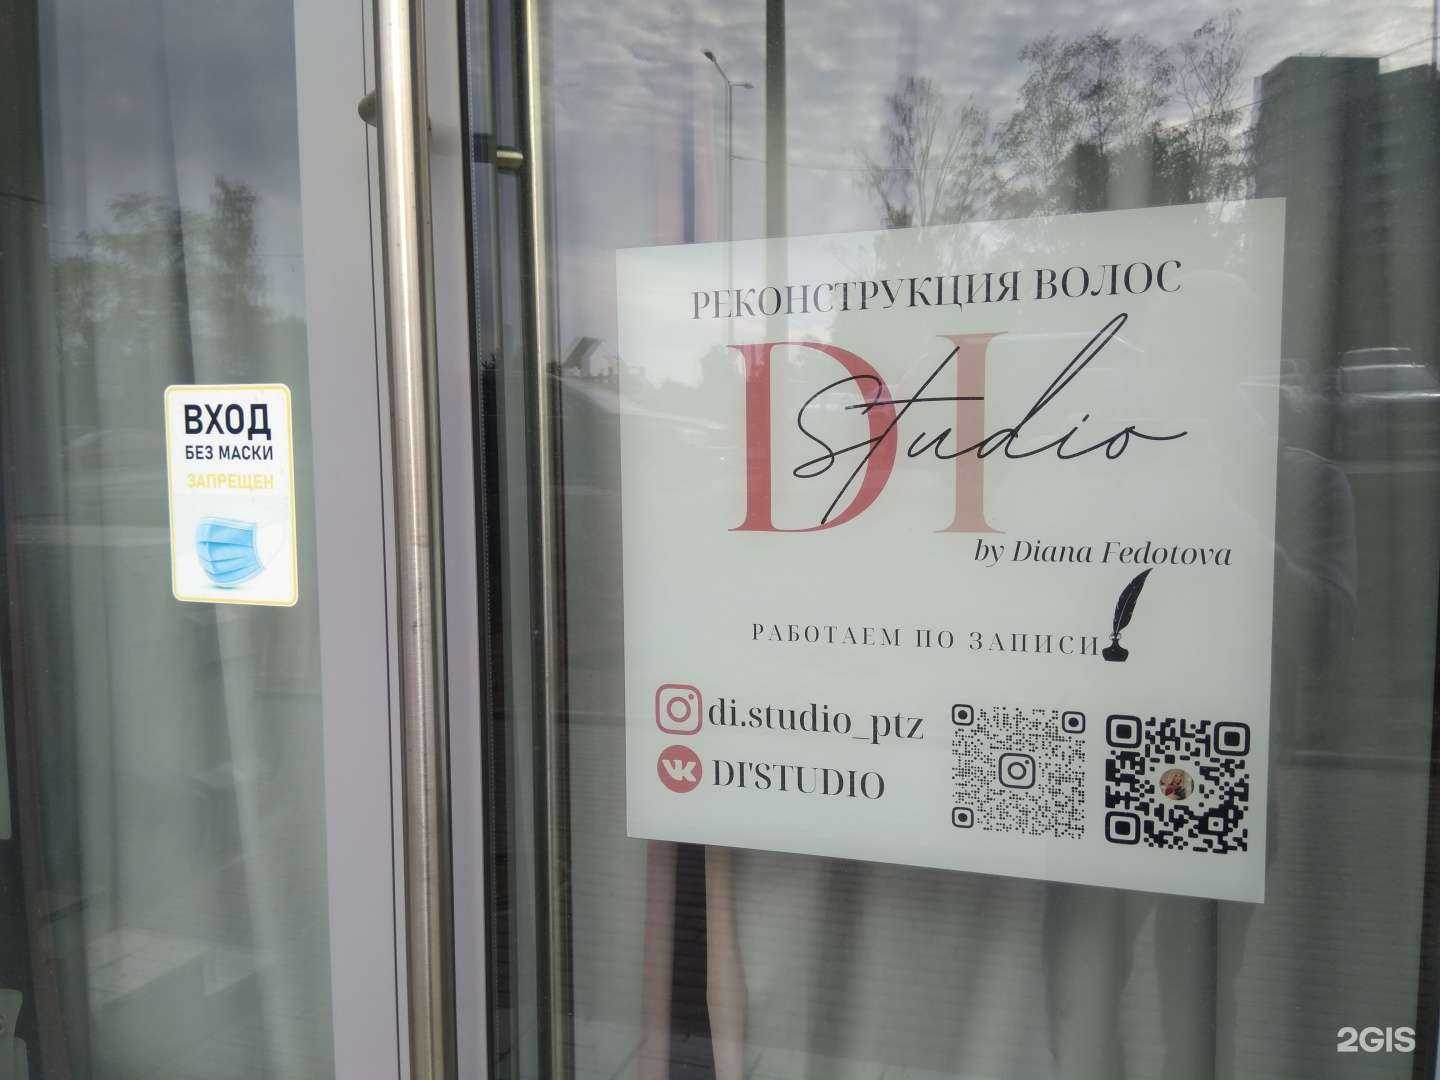 ВХОД
БЕЗ МАСКИ
ЗАПРЕЩЕН
РЕКОНСТРУКЦИЯ ВОЛОС
DI
Studio
by Diana Fedotova
РАБОТАЕМ ПО ЗАПИСИ
di.studio_ptz
DI'STUDIO
2GIS